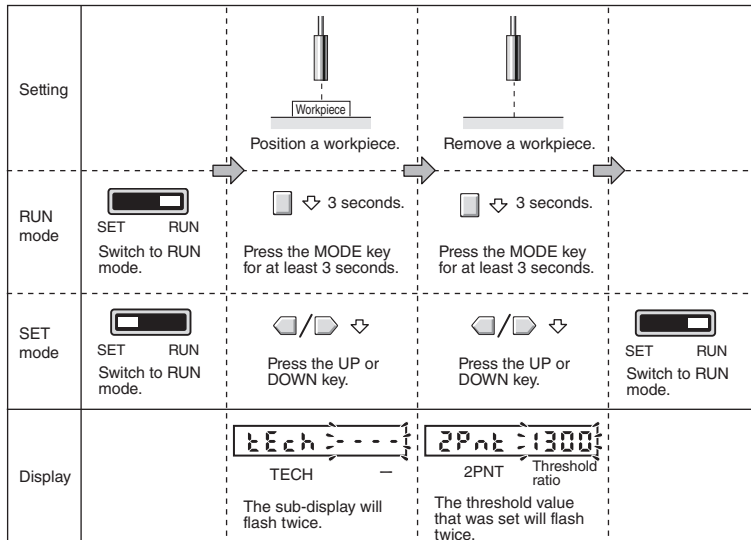 Setting
Workpiece
Position a workpiece.
Remove a workpiece.
RUN
mode
SET RUN
Switch to RUN
mode.
3 seconds.
Press the MODE key
for at least 3 seconds.
3 seconds.
Press the MODE key
for at least 3 seconds.
SET
mode
SET RUN
Switch to RUN
mode.
/
Press the UP or
DOWN key.
/
Press the UP or
DOWN key.
SET RUN
Switch to RUN
mode.
Display
tEch ----
TECH —
The sub-display will
flash twice.
2Pnt 1300
2PNT Threshold
ratio
The threshold value
that was set will flash
twice.